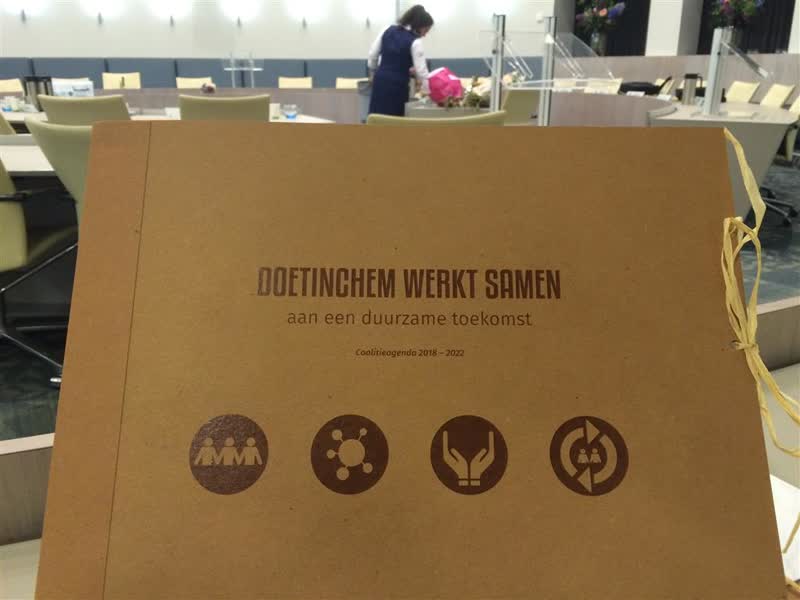 DOETINCHEM WERKT SAMEN
aan een duurzame toekomst
Coalitieagenda 2018 – 2022